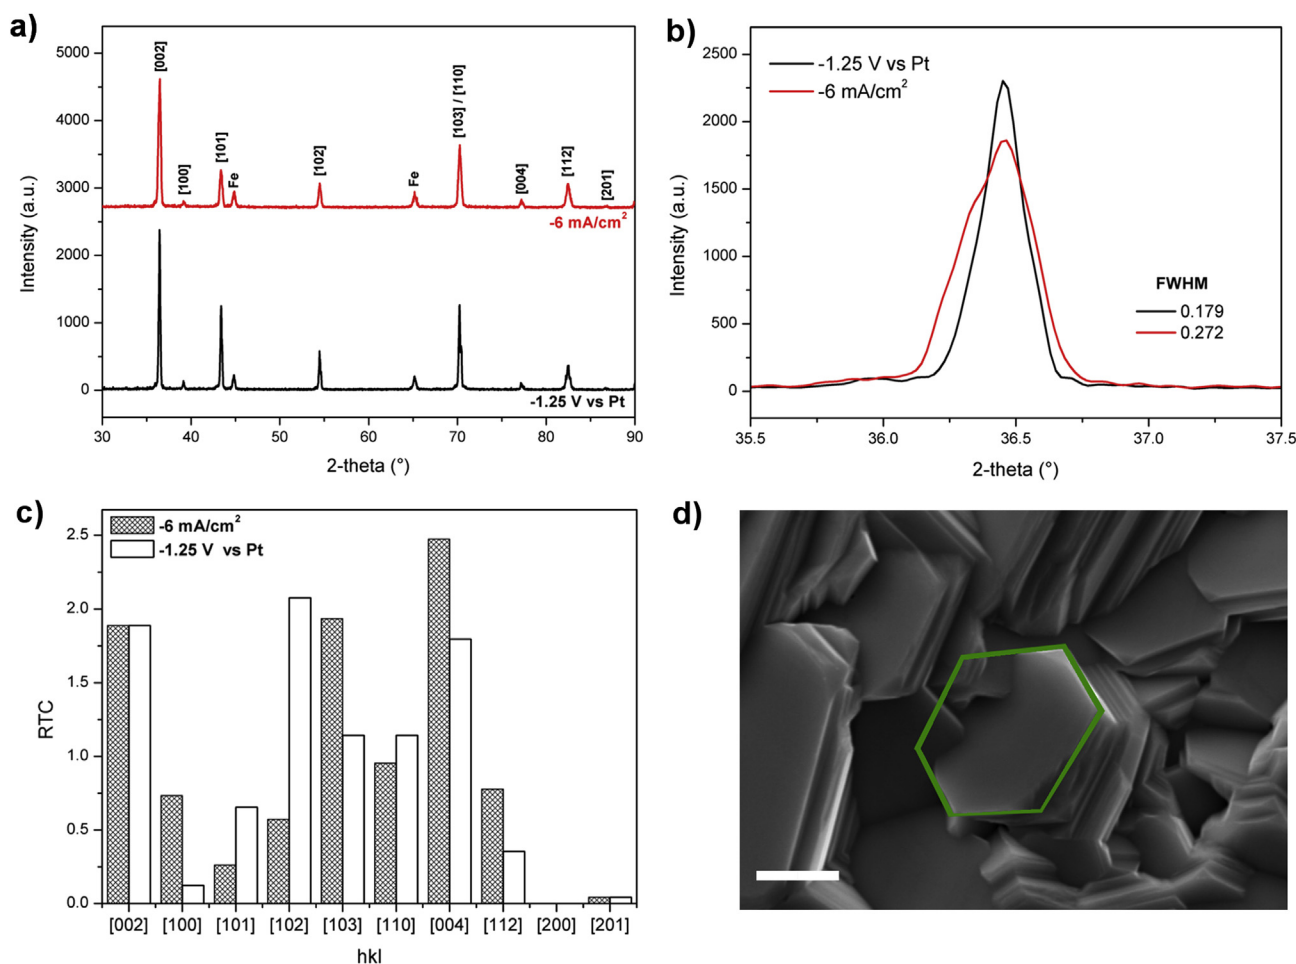 a)
5000
4000
3000
2000
1000
0
Intensity (a.u.)
[002]
[100]
[101]
Fe
[102]
Fe
[103] / [110]
[004]
[112]
[201]
-6 mA/cm²
-1.25 V vs Pt
30 40 50 60 70 80 90
2-theta (°)
b)
2500
2000
1500
1000
500
0
Intensity (a.u.)
-1.25 V vs Pt
-6 mA/cm²
FWHM
0.179
0.272
35.5 36.0 36.5 37.0 37.5
2-theta (°)
c)
-6 mA/cm²
-1.25 V vs Pt
2.5
2.0
1.5
1.0
0.5
0.0
RTC
[002] [100] [101] [102] [103] [110] [004] [112] [200] [201]
hkl
d)